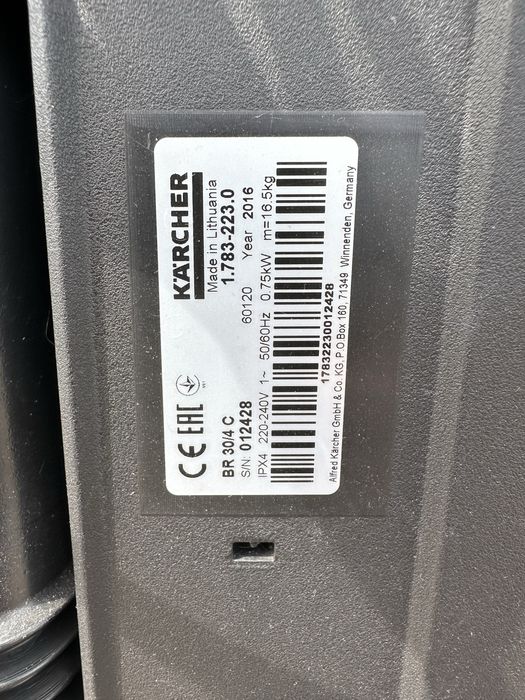 KÄRCHER
Made in Lithuania
1.783-223.0
CE EAC
BR 30/4 C 60120 Year 2016
S/N: 012428
IPX4 220-240V 1~ 50/60Hz 0.75kW m=16.5kg
17832230012428
Alfred Kärcher GmbH & Co. KG, P.O.Box 160, 71349 Winnenden, Germany